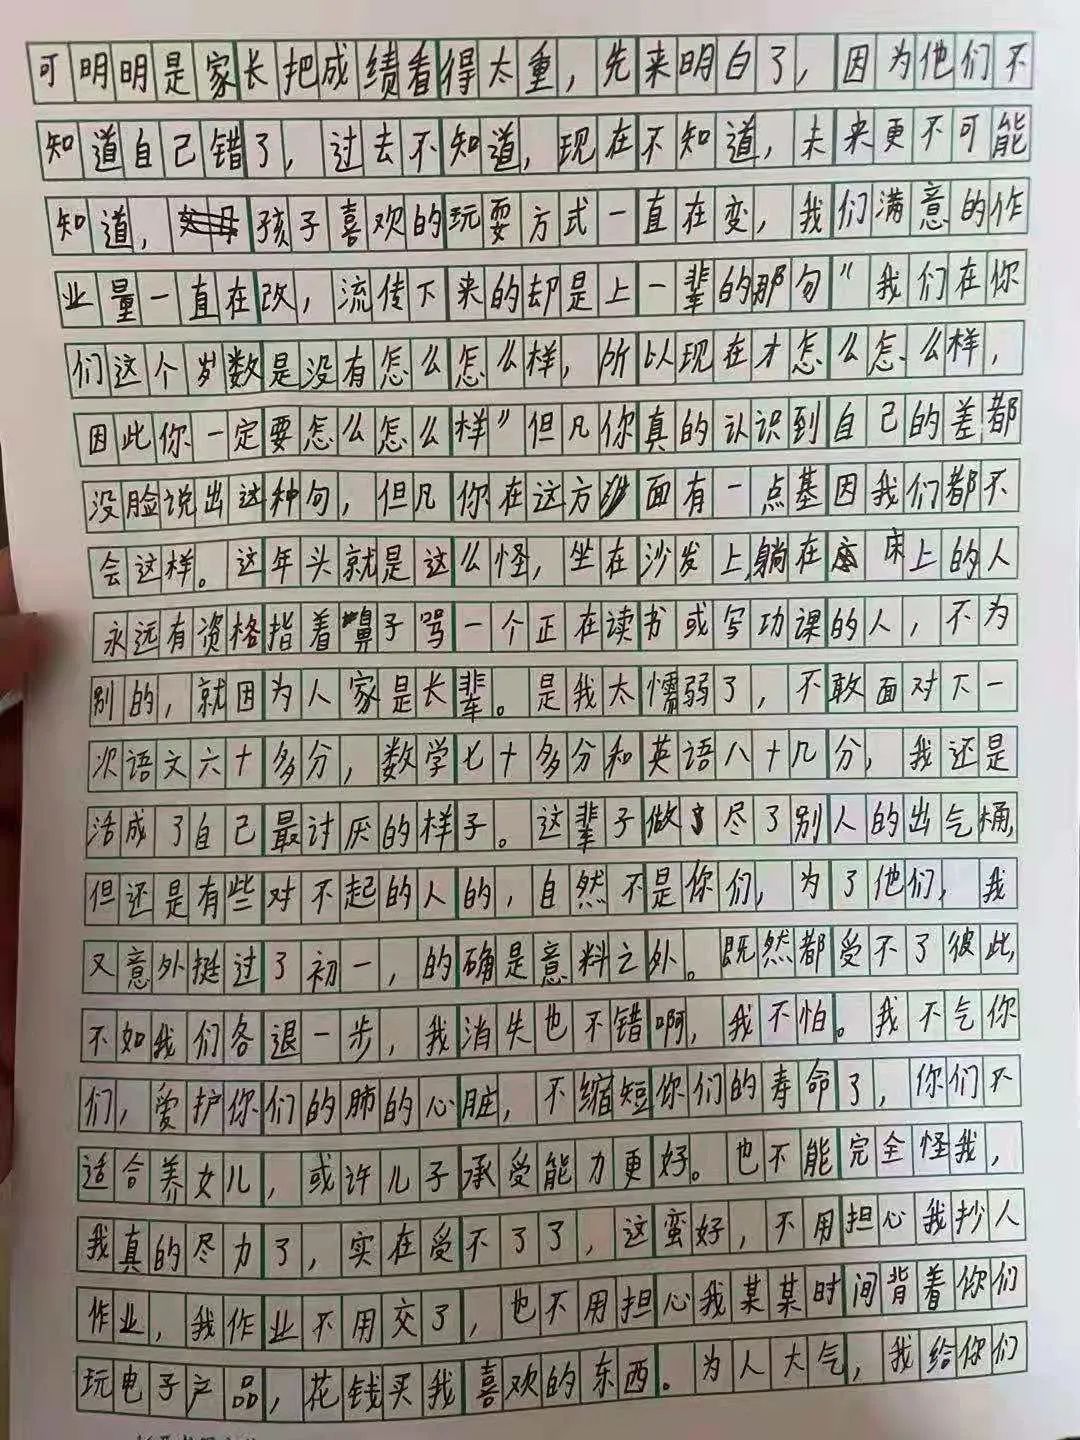 可明明是家长把成绩看得太重，先来明白了，因为他们不
知道自己错了，过去不知道，现在不知道，未来更不可能
知道，孩子喜欢的玩耍方式一直在变，我们满意的作
业量一直在改，流传下来的却是上一辈的那句“我们在你
们这个岁数是没有怎么怎么样，所以现在才怎么怎么样，
因此你一定要怎么怎么样”但凡你真的认识到自己的差都
没脸说出这种句，但凡你在这方面有一点基因我们都不
会这样。这年头就是这么怪，坐在沙发上，躺在床上的人
永远有资格指着鼻子骂一个正在读书或写功课的人，不为
别的，就因为人家是长辈。是我太懦弱了，不敢面对下一
次语文六十多分，数学七十多分和英语八十几分，我还是
活成了自己最讨厌的样子。这辈子做尽了别人的出气桶，
但还是有些对不起的人的，自然不是你们，为了他们，我
又意外挺过了初一，的确是意料之外。既然都受不了彼此，
不如我们各退一步，我消失也不错啊，我不怕。我不气你
们，爱护你们的肺的心脏，不缩短你们的寿命了，你们不
适合养女儿，或许儿子承受能力更好。也不能完全怪我，
我真的尽力了，实在受不了了，这蛮好，不用担心我抄人
作业，我作业不用交了，也不用担心我某某时间背着你们
玩电子产品，花钱买我喜欢的东西。为人大气，我给你们